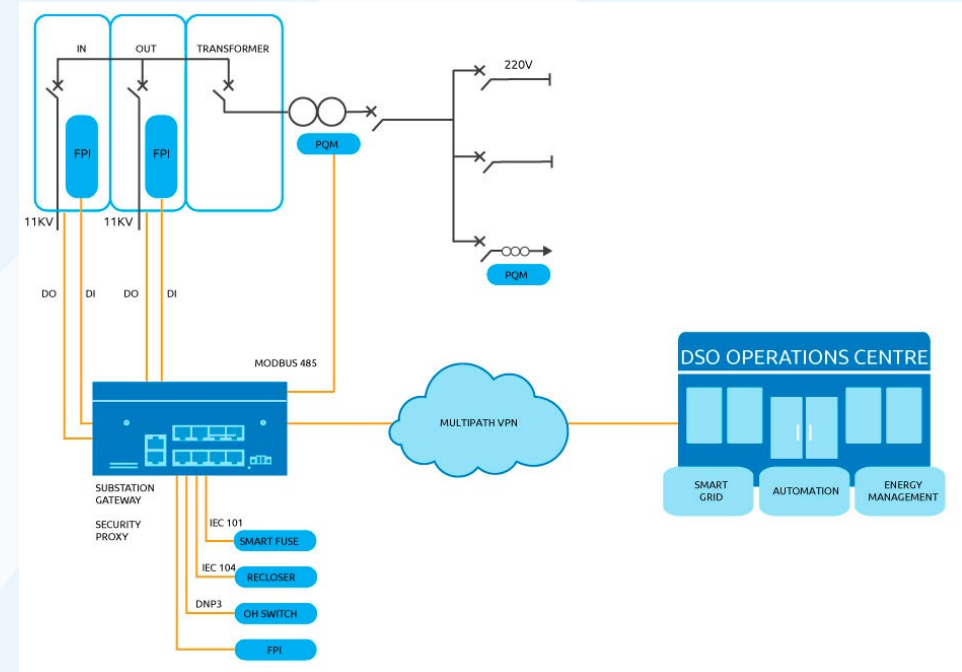 IN
OUT
TRANSFORMER
220V
FPI
FPI
PQM
11KV
11KV
PQM
DO
DI
DO
DI
MODBUS 485
DSO OPERATIONS CENTRE
MULTIPATH VPN
SUBSTATION
GATEWAY
SECURITY
PROXY
SMART
GRID
AUTOMATION
ENERGY
MANAGEMENT
IEC 101
SMART FUSE
IEC 104
RECLOSER
DNP3
OH SWITCH
FPI